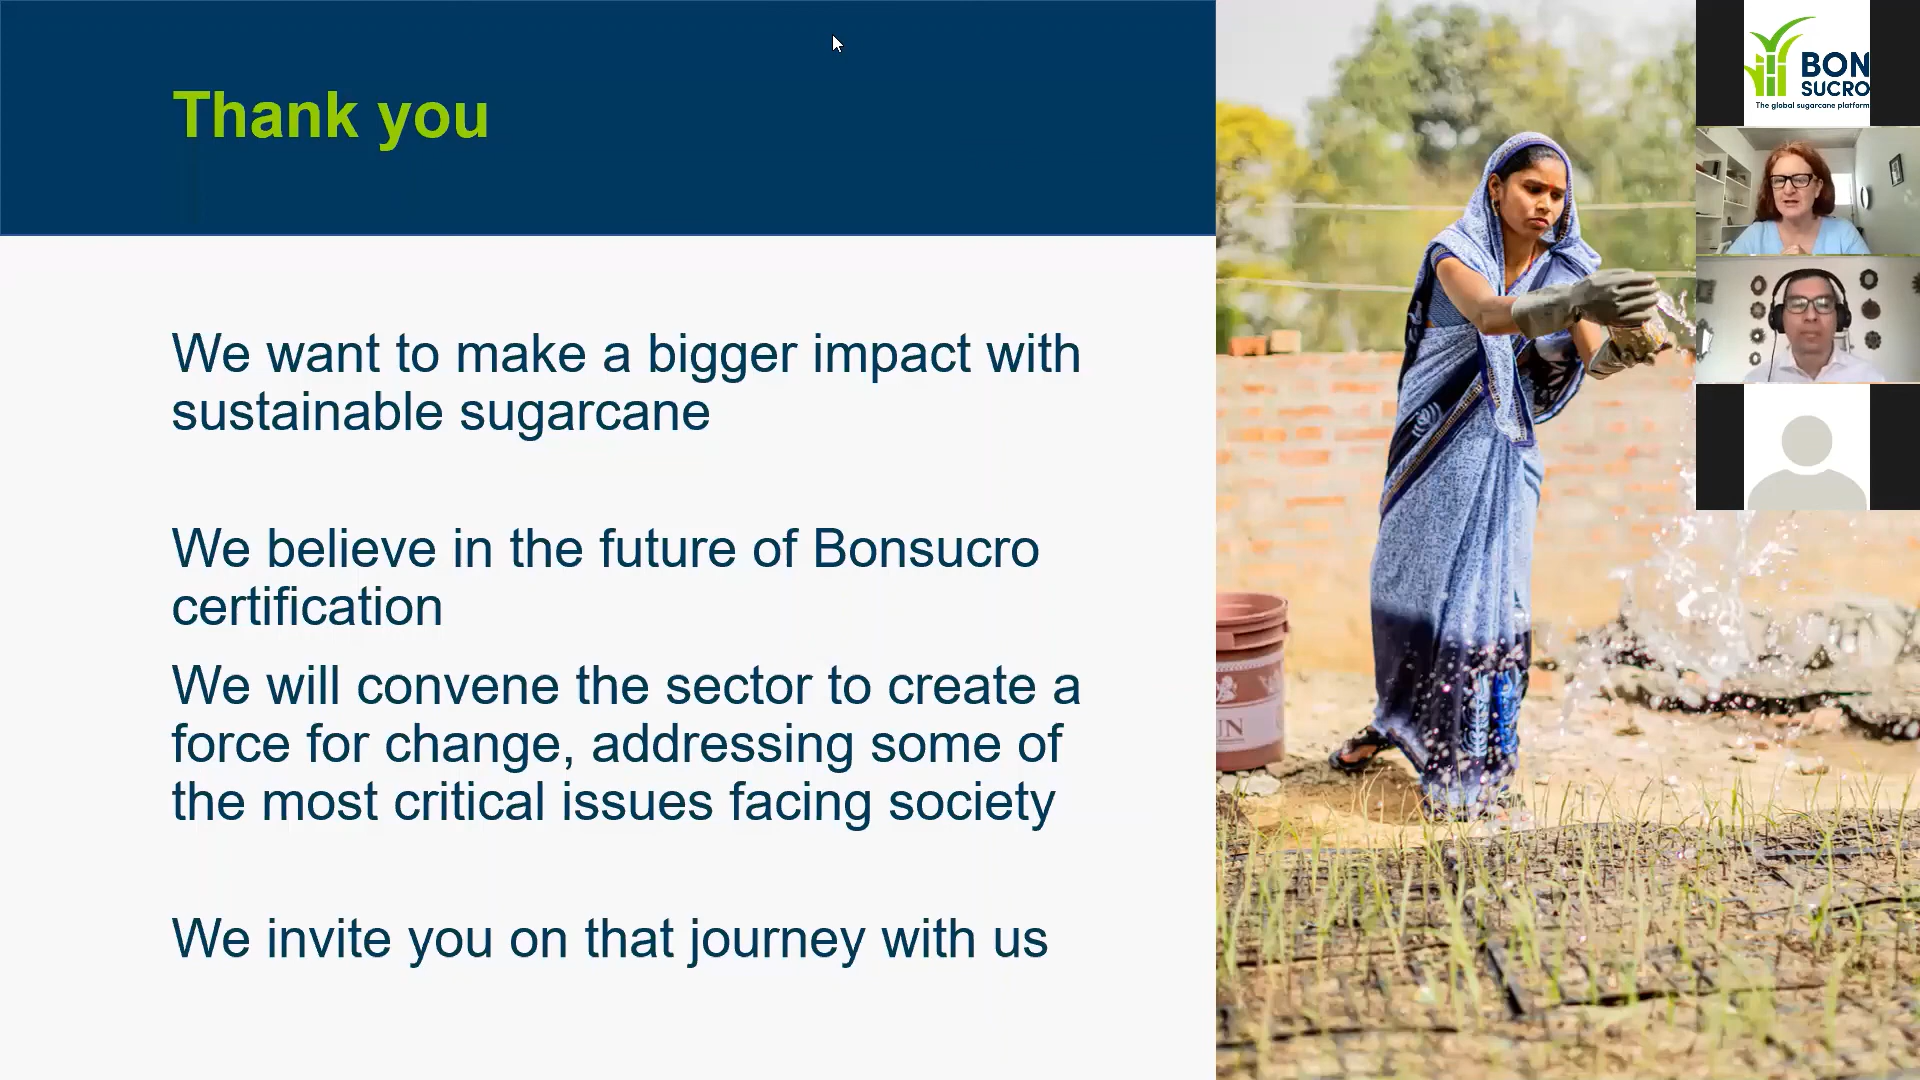 Thank you
We want to make a bigger impact with
sustainable sugarcane
We believe in the future of Bonsucro
certification
We will convene the sector to create a
force for change, addressing some of
the most critical issues facing society
We invite you on that journey with us
BON
SUCRO
The global sugarcane platform